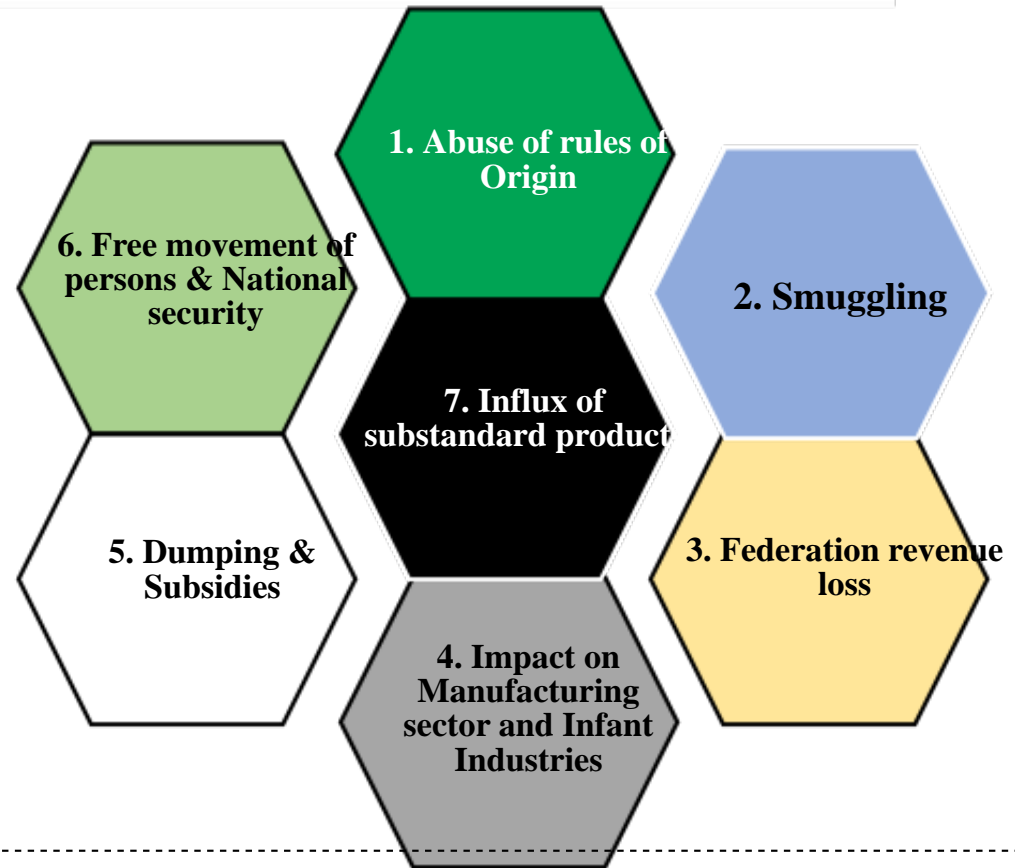 1. Abuse of rules of
Origin
2. Smuggling
3. Federation revenue
loss
4. Impact on
Manufacturing
sector and Infant
Industries
5. Dumping &
Subsidies
6. Free movement of
persons & National
security
7. Influx of
substandard product